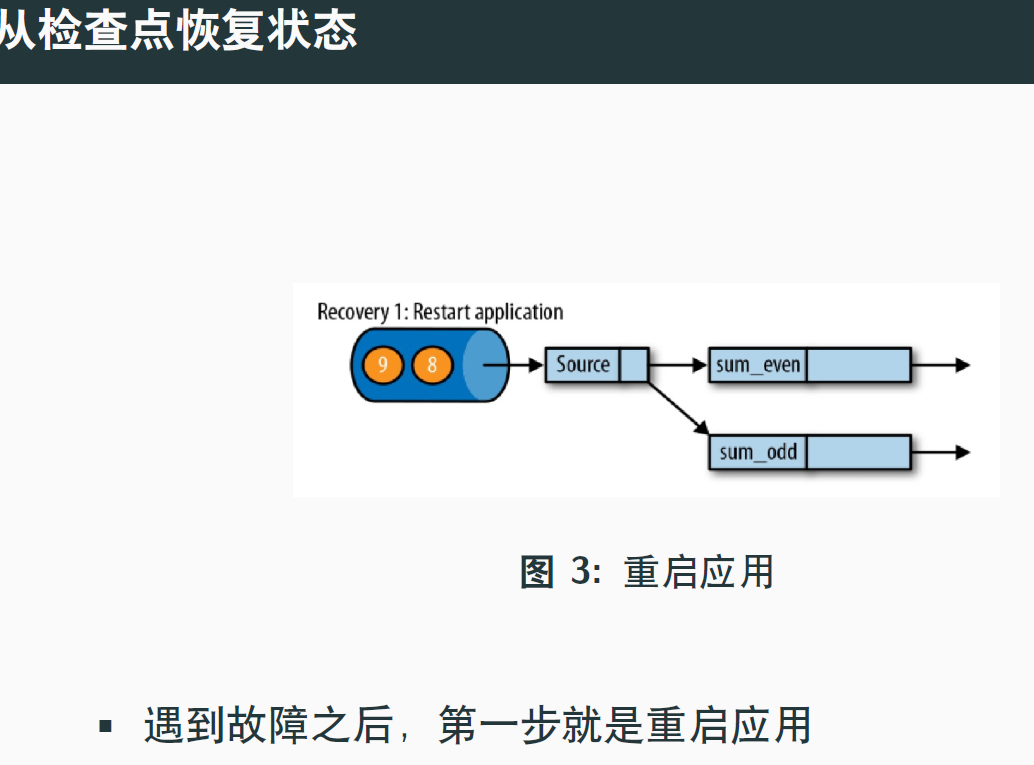 从检查点恢复状态
Recovery 1: Restart application
9 8 Source sum_even
sum_odd
图 3: 重启应用
▪ 遇到故障之后，第一步就是重启应用